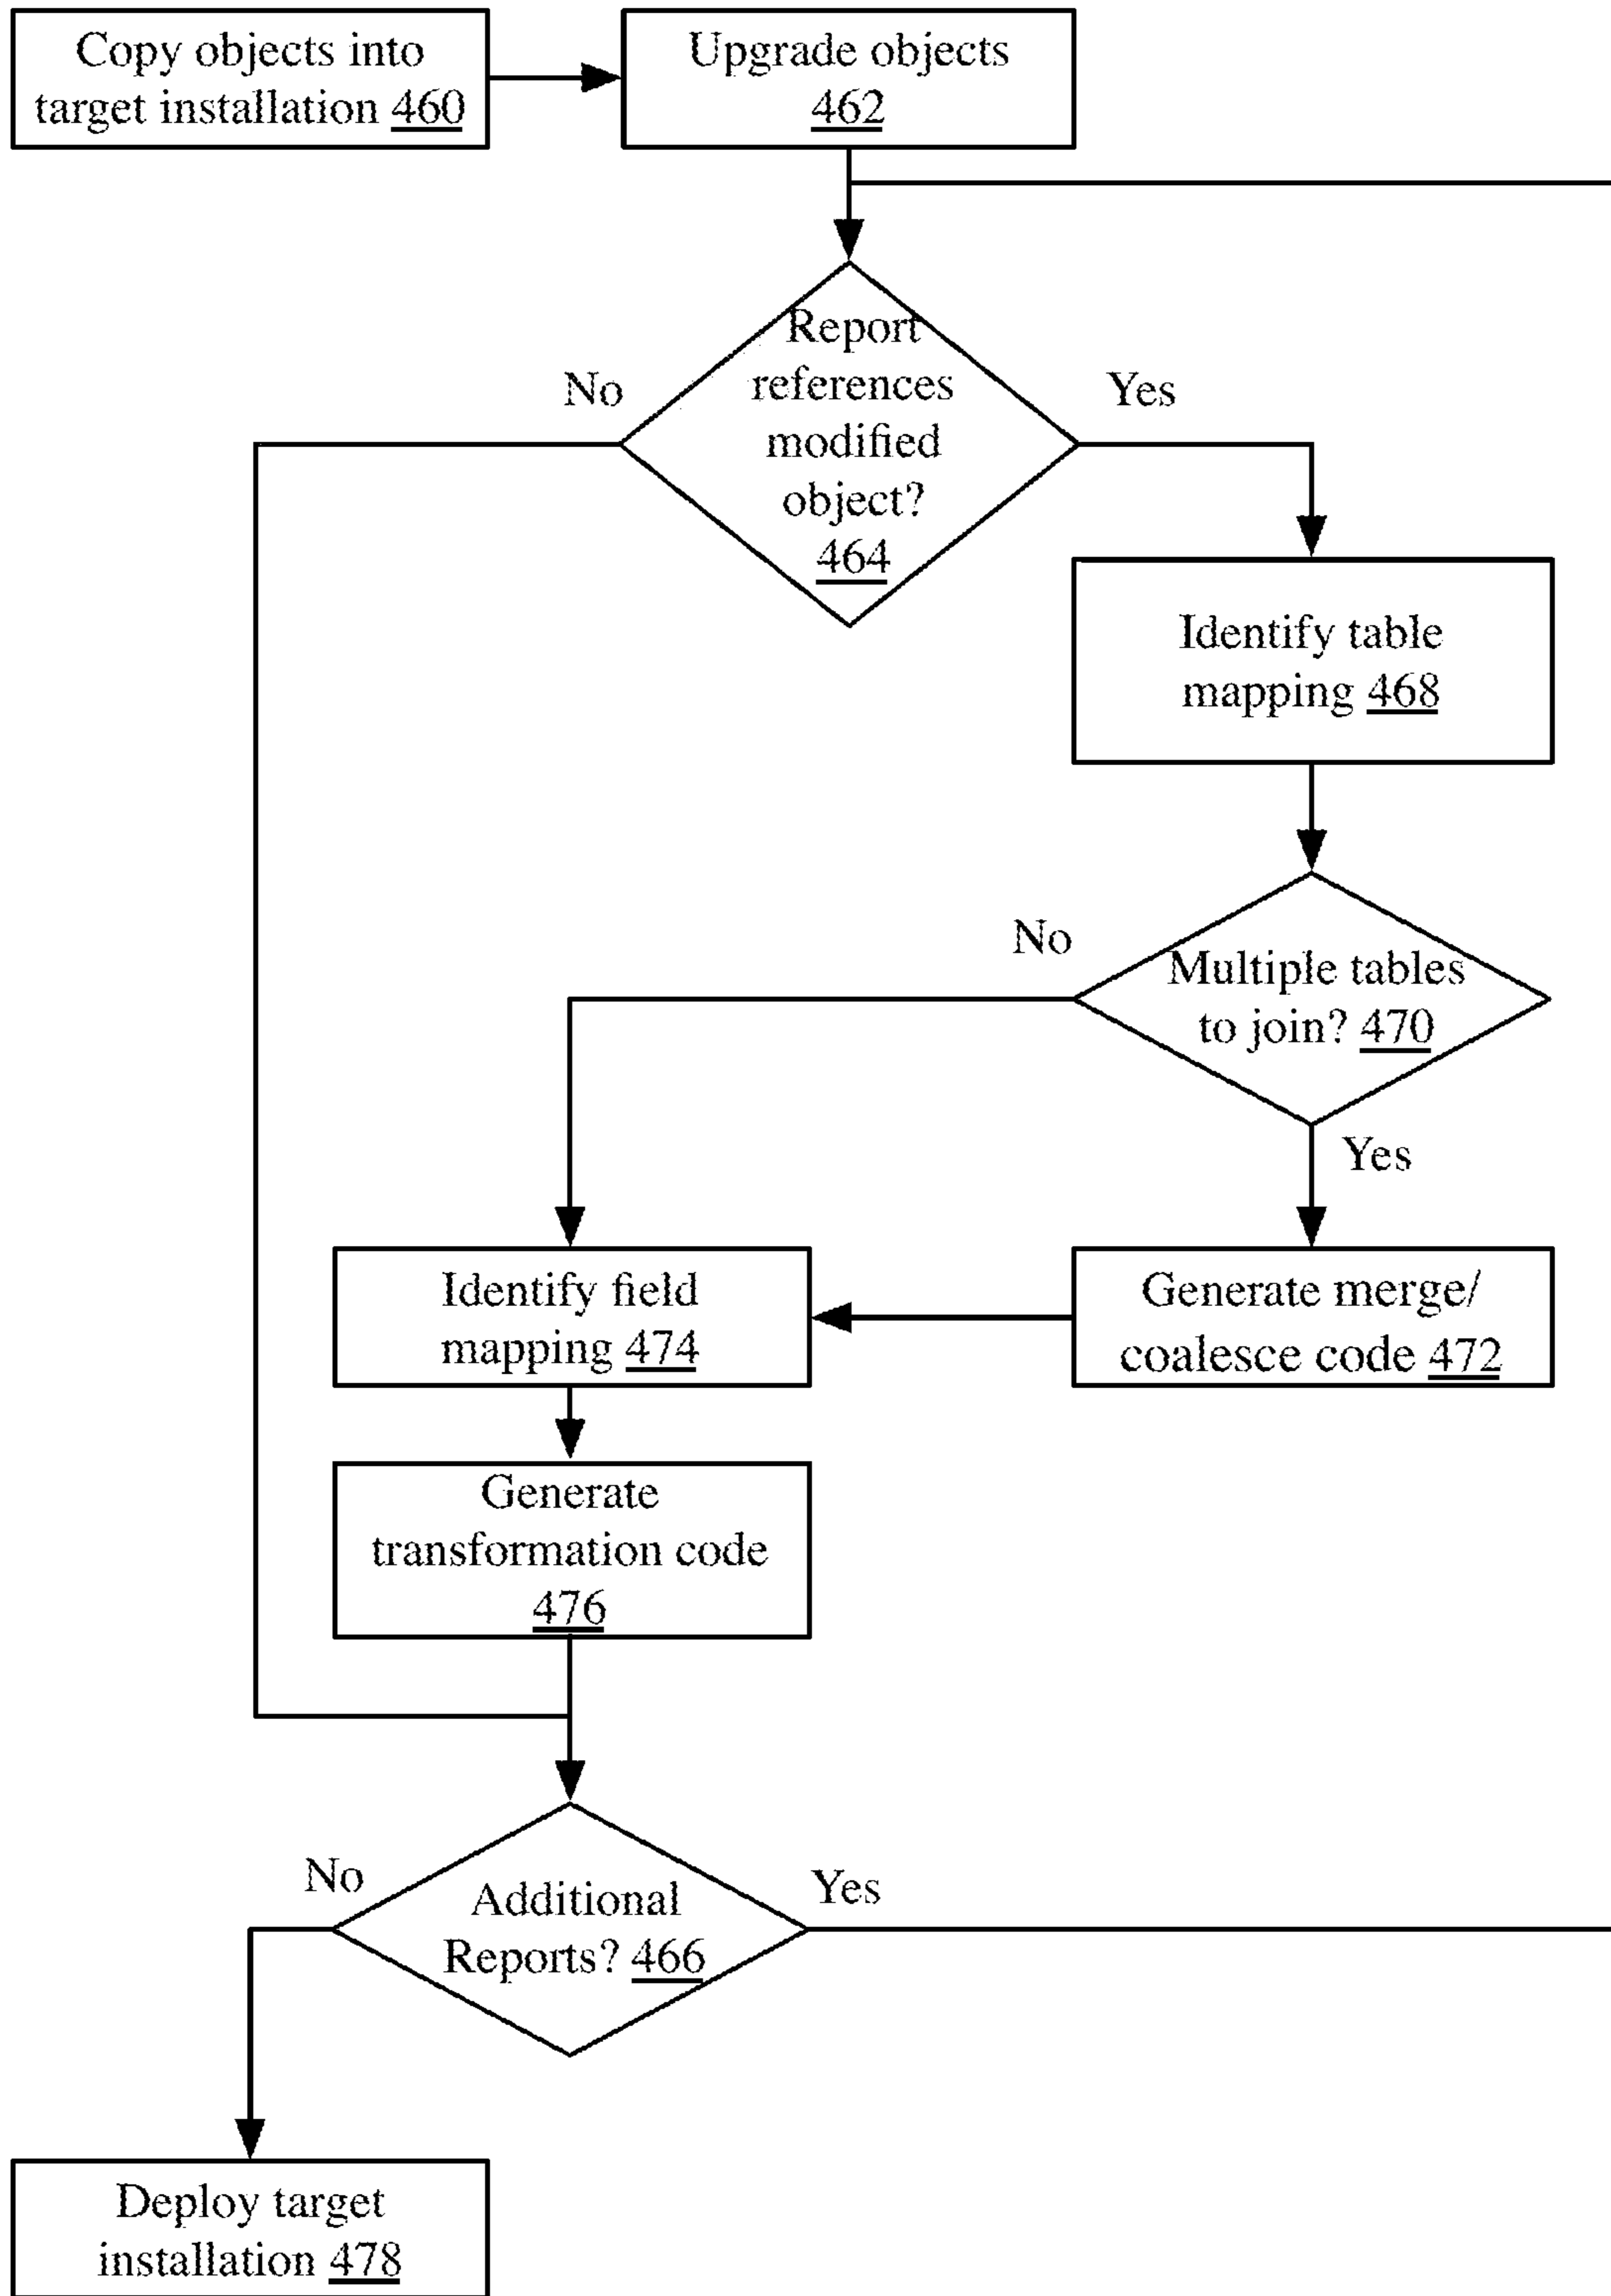 Copy objects into
target installation 460
Upgrade objects
462
Report
references
modified
object?
464
No
Yes
Identify table
mapping 468
No
Multiple tables
to join? 470
Yes
Identify field
mapping 474
Generate merge/
coalesce code 472
Generate
transformation code
476
No
Additional
Reports? 466
Yes
Deploy target
installation 478